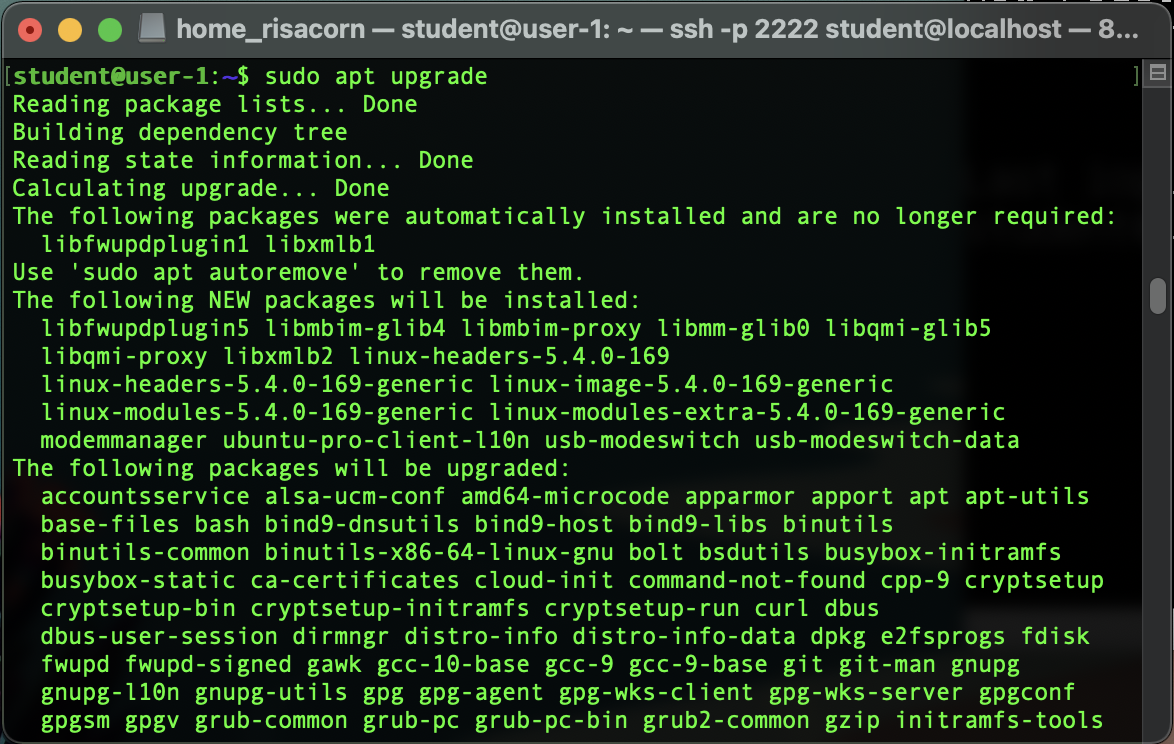 home_risacorn — student@user-1: ~ — ssh -p 2222 student@localhost — 8...
[student@user-1:~$ sudo apt upgrade ]
Reading package lists... Done
Building dependency tree
Reading state information... Done
Calculating upgrade... Done
The following packages were automatically installed and are no longer required:
  libfwupdplugin1 libxmlb1
Use 'sudo apt autoremove' to remove them.
The following NEW packages will be installed:
  libfwupdplugin5 libmbim-glib4 libmbim-proxy libmm-glib0 libqmi-glib5
  libqmi-proxy libxmlb2 linux-headers-5.4.0-169
  linux-headers-5.4.0-169-generic linux-image-5.4.0-169-generic
  linux-modules-5.4.0-169-generic linux-modules-extra-5.4.0-169-generic
  modemmanager ubuntu-pro-client-l10n usb-modeswitch usb-modeswitch-data
The following packages will be upgraded:
  accountsservice alsa-ucm-conf amd64-microcode apparmor apport apt apt-utils
  base-files bash bind9-dnsutils bind9-host bind9-libs binutils
  binutils-common binutils-x86-64-linux-gnu bolt bsdutils busybox-initramfs
  busybox-static ca-certificates cloud-init command-not-found cpp-9 cryptsetup
  cryptsetup-bin cryptsetup-initramfs cryptsetup-run curl dbus
  dbus-user-session dirmngr distro-info distro-info-data dpkg e2fsprogs fdisk
  fwupd fwupd-signed gawk gcc-10-base gcc-9 gcc-9-base git git-man gnupg
  gnupg-l10n gnupg-utils gpg gpg-agent gpg-wks-client gpg-wks-server gpgconf
  gpgsm gpgv grub-common grub-pc grub-pc-bin grub2-common gzip initramfs-tools